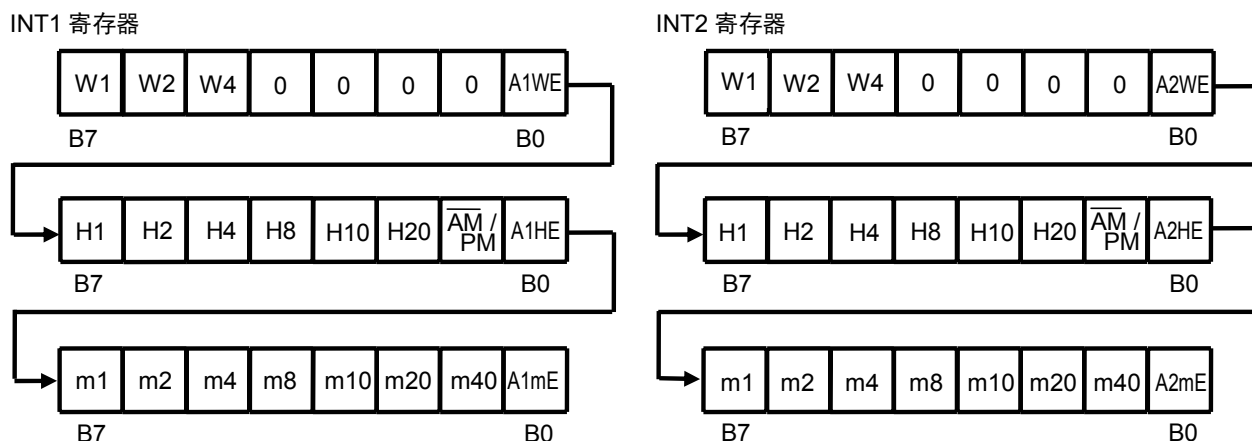 INT1 寄存器
W1 W2 W4 0 0 0 0 A1WE
B7 B0
H1 H2 H4 H8 H10 H20 AM / PM A1HE
B7 B0
m1 m2 m4 m8 m10 m20 m40 A1mE
B7 B0
INT2 寄存器
W1 W2 W4 0 0 0 0 A2WE
B7 B0
H1 H2 H4 H8 H10 H20 AM / PM A2HE
B7 B0
m1 m2 m4 m8 m10 m20 m40 A2mE
B7 B0